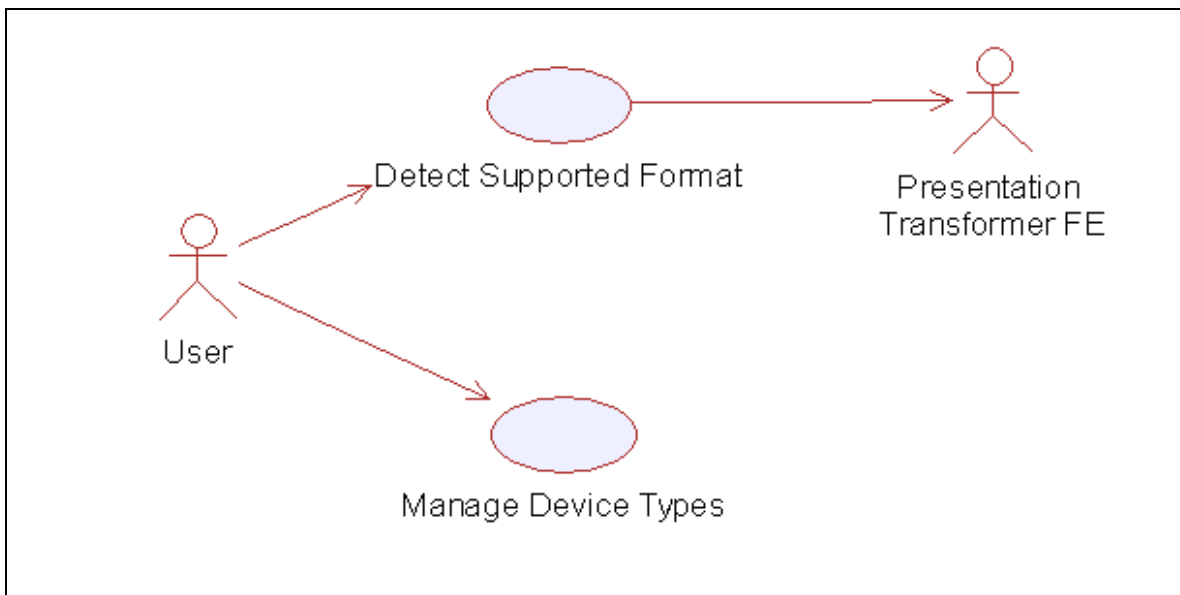 Detect Supported Format
Presentation
Transformer FE
User
Manage Device Types